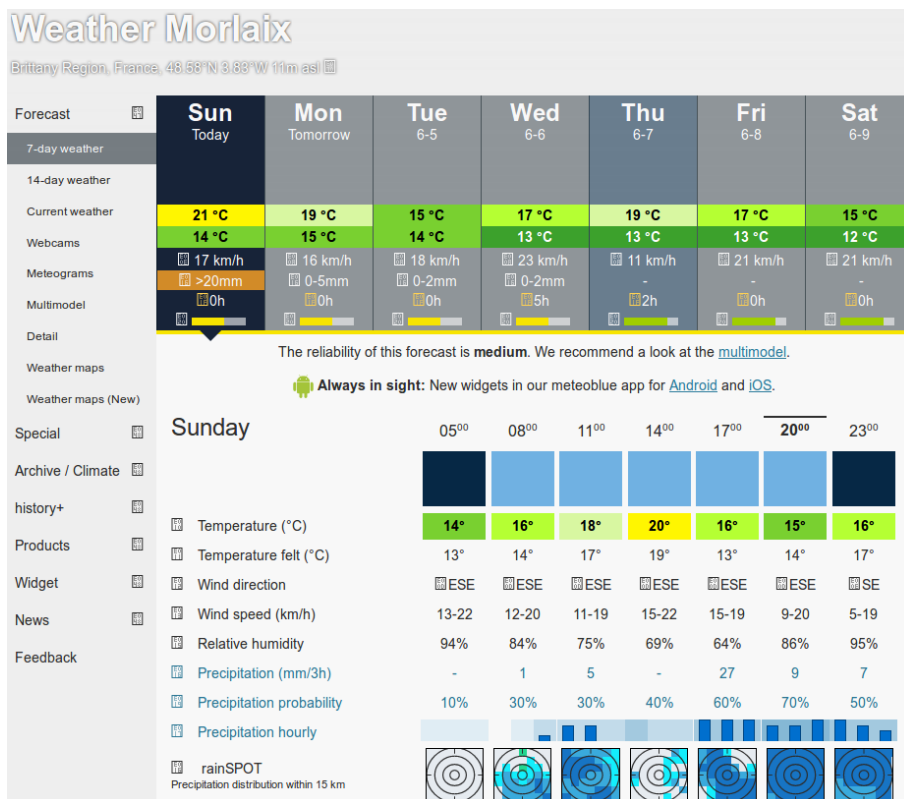 Weather Morlaix
Brittany Region, France, 48.58°N 3.83°W 11m asl
Forecast
7-day weather
14-day weather
Current weather
Webcams
Meteograms
Multimodel
Detail
Weather maps
Weather maps (New)
Special
Archive / Climate
history+
Products
Widget
News
Feedback
Sun Mon Tue Wed Thu Fri Sat
Today Tomorrow 6-5 6-6 6-7 6-8 6-9
21 °C 19 °C 15 °C 17 °C 19 °C 17 °C 15 °C
14 °C 15 °C 14 °C 13 °C 13 °C 13 °C 12 °C
17 km/h 16 km/h 18 km/h 23 km/h 11 km/h 21 km/h 21 km/h
>20mm 0-5mm 0-2mm 0-2mm - - -
0h 0h 0h 5h 2h 0h 0h
The reliability of this forecast is medium. We recommend a look at the multimodel.
Always in sight: New widgets in our meteoblue app for Android and iOS.
Sunday 05⁰⁰ 08⁰⁰ 11⁰⁰ 14⁰⁰ 17⁰⁰ 20⁰⁰ 23⁰⁰
Temperature (°C) 14° 16° 18° 20° 16° 15° 16°
Temperature felt (°C) 13° 14° 17° 19° 13° 14° 17°
Wind direction ESE ESE ESE ESE ESE ESE SE
Wind speed (km/h) 13-22 12-20 11-19 15-22 15-19 9-20 5-19
Relative humidity 94% 84% 75% 69% 64% 86% 95%
Precipitation (mm/3h) - 1 5 - 27 9 7
Precipitation probability 10% 30% 30% 40% 60% 70% 50%
Precipitation hourly
rainSPOT
Precipitation distribution within 15 km